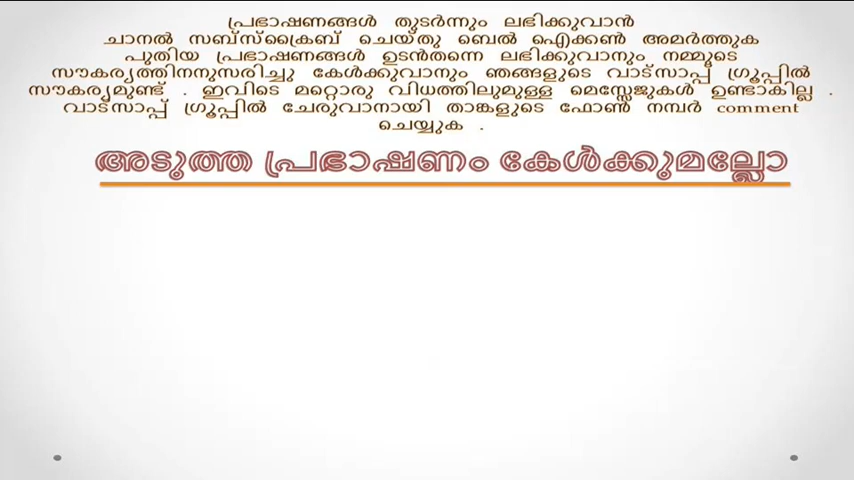 പ്രഭാഷണങ്ങൾ തുടർന്നും ലഭിക്കുവാൻ
ചാനൽ സബ്സ്ക്രൈബ് ചെയ്തു ബെൽ ഐക്കൺ അമർത്തുക
പുതിയ പ്രഭാഷണങ്ങൾ ഉടൻതന്നെ ലഭിക്കുവാനും നമ്മുടെ
സൗകര്യത്തിനനുസരിച്ചു കേൾക്കുവാനും ഞങ്ങളുടെ വാട്സാപ്പ് ഗ്രൂപ്പിൽ
സൗകര്യമുണ്ട് . ഇവിടെ മറ്റൊരു വിധത്തിലുമുള്ള മെസ്സേജുകൾ ഉണ്ടാകില്ല .
വാട്സാപ്പ് ഗ്രൂപ്പിൽ ചേരുവാനായി താങ്കളുടെ ഫോൺ നമ്പർ comment
ചെയ്യുക .
അടുത്ത പ്രഭാഷണം കേൾക്കുമല്ലോ